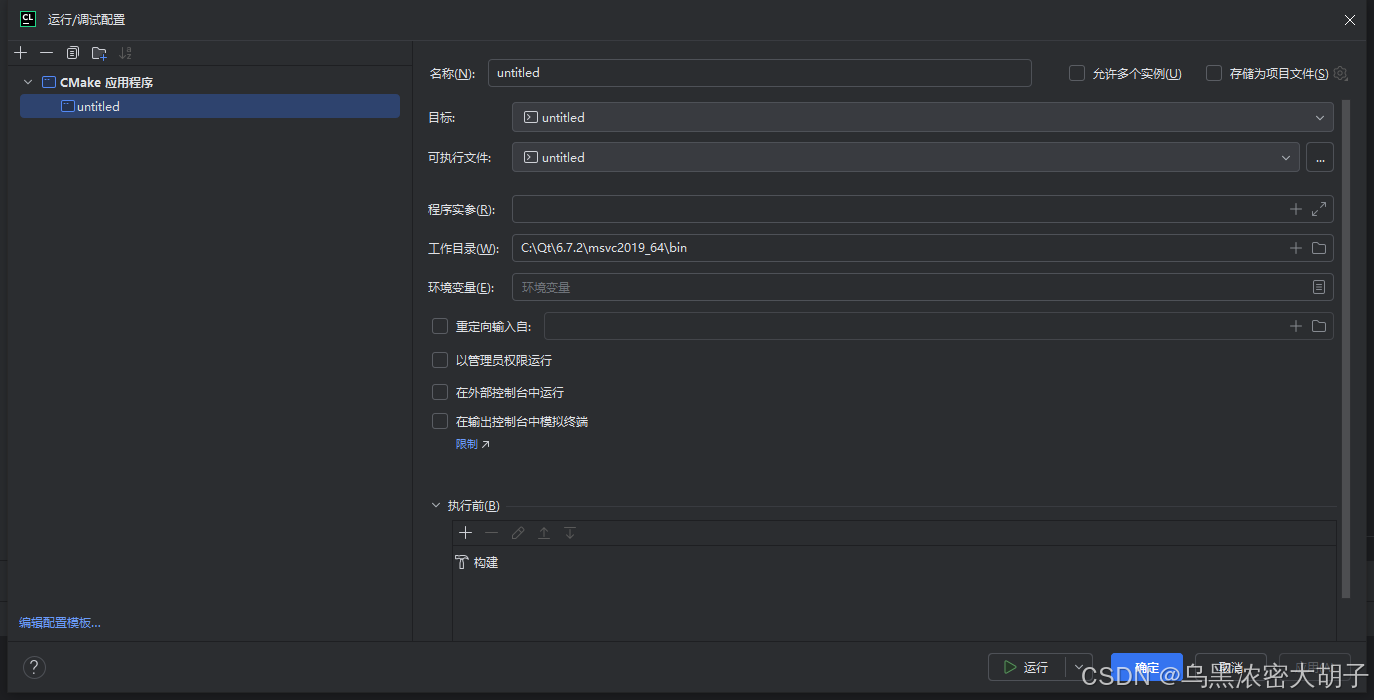 CL 运行/调试配置
CMake 应用程序
untitled
编辑配置模板...
名称(N): untitled 允许多个实例(U) 存储为项目文件(S)
目标: untitled
可执行文件: untitled ...
程序实参(R):
工作目录(W): C:\Qt\6.7.2\msvc2019_64\bin
环境变量(E): 环境变量
重定向输入自:
以管理员权限运行
在外部控制台中运行
在输出控制台中模拟终端
限制
执行前(B)
构建
? 运行 确定 取消
CSDN @乌黑浓密大胡子